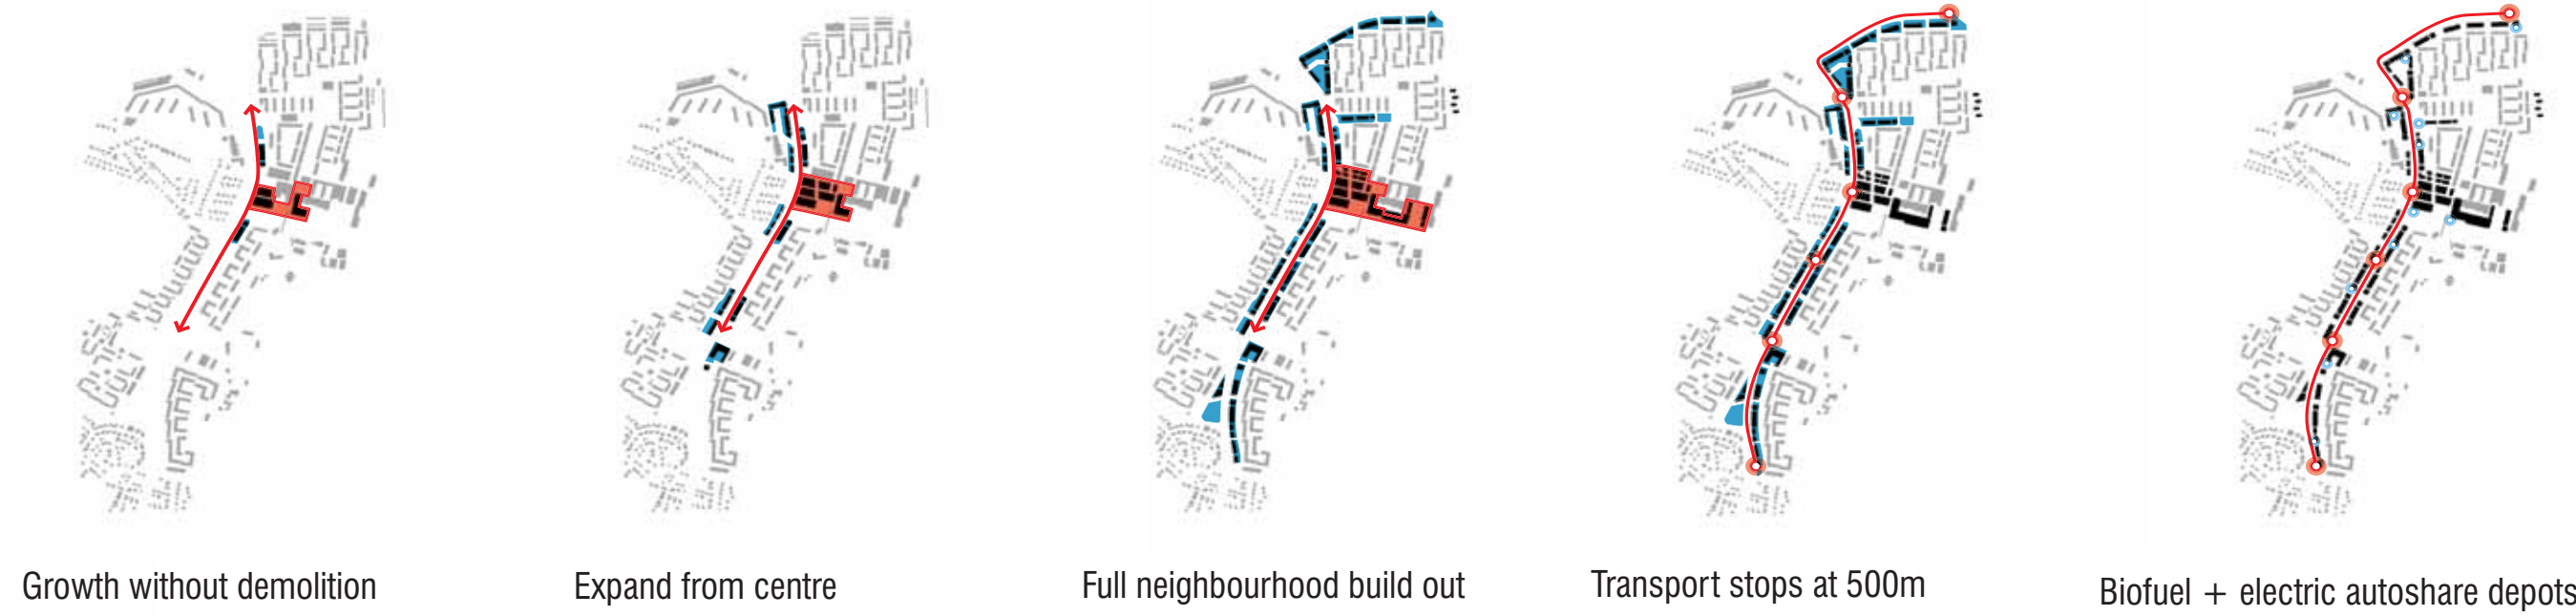 Growth without demolition
Expand from centre
Full neighbourhood build out
Transport stops at 500m
Biofuel + electric autoshare depots